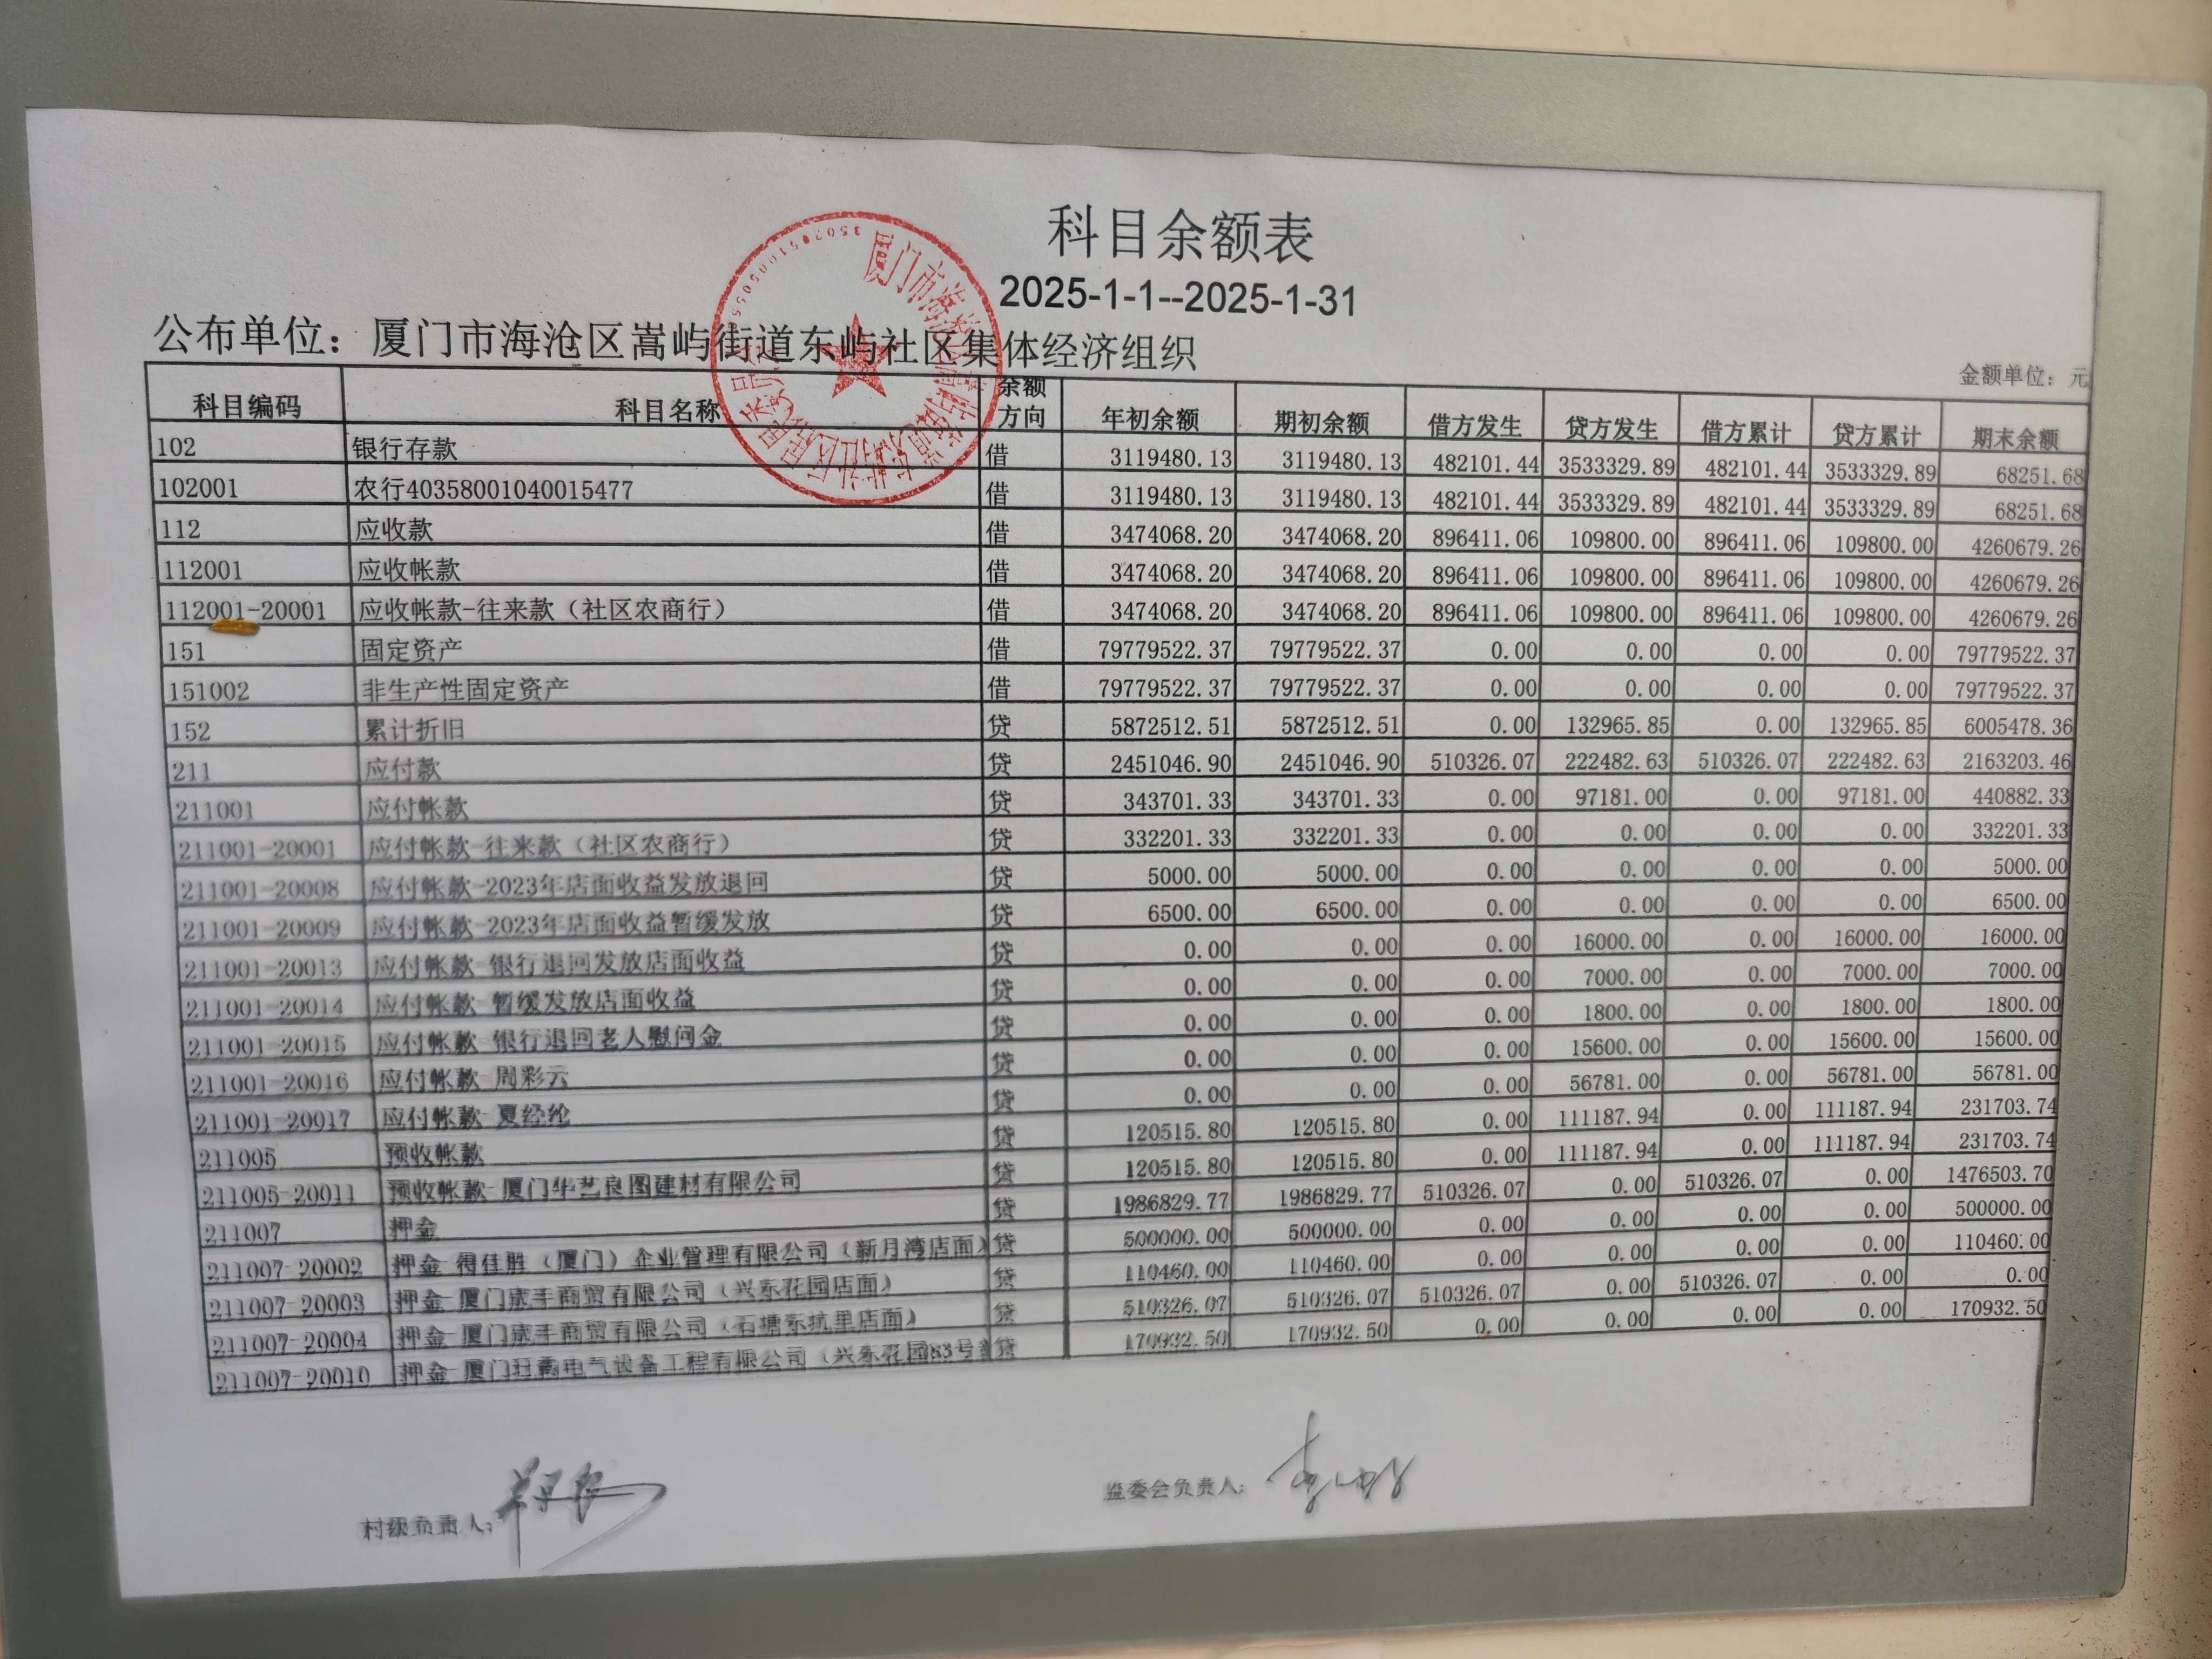 科目余额表
2025-1-1--2025-1-31
公布单位：厦门市海沧区嵩屿街道东屿社区集体经济组织
金额单位：元
科目编码 科目名称 余额方向 年初余额 期初余额 借方发生 贷方发生 借方累计 贷方累计 期末余额
102 银行存款 借 3119480.13 3119480.13 482101.44 3533329.89 482101.44 3533329.89 68251.68
102001 农行40358001040015477 借 3119480.13 3119480.13 482101.44 3533329.89 482101.44 3533329.89 68251.68
112 应收款 借 3474068.20 3474068.20 896411.06 109800.00 896411.06 109800.00 4260679.26
112001 应收帐款 借 3474068.20 3474068.20 896411.06 109800.00 896411.06 109800.00 4260679.26
112001-20001 应收帐款-往来款（社区农商行） 借 3474068.20 3474068.20 896411.06 109800.00 896411.06 109800.00 4260679.26
151 固定资产 借 79779522.37 79779522.37 0.00 0.00 0.00 0.00 79779522.37
151002 非生产性固定资产 借 79779522.37 79779522.37 0.00 0.00 0.00 0.00 79779522.37
152 累计折旧 贷 5872512.51 5872512.51 0.00 132965.85 0.00 132965.85 6005478.36
211 应付款 贷 2451046.90 2451046.90 510326.07 222482.63 510326.07 222482.63 2163203.46
211001 应付帐款 贷 343701.33 343701.33 0.00 97181.00 0.00 97181.00 440882.33
211001-20001 应付帐款-往来款（社区农商行） 贷 332201.33 332201.33 0.00 0.00 0.00 0.00 332201.33
211001-20008 应付帐款-2023年店面收益发放退回 贷 5000.00 5000.00 0.00 0.00 0.00 0.00 5000.00
211001-20009 应付帐款-2023年店面收益暂缓发放 贷 6500.00 6500.00 0.00 0.00 0.00 0.00 6500.00
211001-20013 应付帐款-银行退回发放店面收益 贷 0.00 0.00 0.00 16000.00 0.00 16000.00 16000.00
211001-20014 应付帐款-暂缓发放店面收益 贷 0.00 0.00 0.00 7000.00 0.00 7000.00 7000.00
211001-20015 应付帐款-银行退回老人慰问金 贷 0.00 0.00 0.00 1800.00 0.00 1800.00 1800.00
211001-20016 应付帐款-周彩云 贷 0.00 0.00 0.00 15600.00 0.00 15600.00 15600.00
211001-20017 应付帐款-夏经纶 贷 0.00 0.00 0.00 56781.00 0.00 56781.00 56781.00
211005 预收帐款 贷 120515.80 120515.80 0.00 111187.94 0.00 111187.94 231703.74
211005-20011 预收帐款-厦门华艺良图建材有限公司 贷 120515.80 120515.80 0.00 111187.94 0.00 111187.94 231703.74
211007 押金 贷 1986829.77 1986829.77 510326.07 0.00 510326.07 0.00 1476503.70
211007-20002 押金-得佳胜（厦门）企业管理有限公司（新月湾店面） 贷 500000.00 500000.00 0.00 0.00 0.00 0.00 500000.00
211007-20003 押金-厦门宬丰商贸有限公司（兴东花园店面） 贷 110460.00 110460.00 0.00 0.00 0.00 0.00 110460.00
211007-20004 押金-厦门宬丰商贸有限公司（石塘东坑里店面） 贷 510326.07 510326.07 510326.07 0.00 510326.07 0.00 0.00
211007-20010 押金-厦门 电气设备工程有限公司（兴东花园83号 贷 170932.50 170932.50 0.00 0.00 0.00 0.00 170932.50
村级负责人：
监委会负责人：